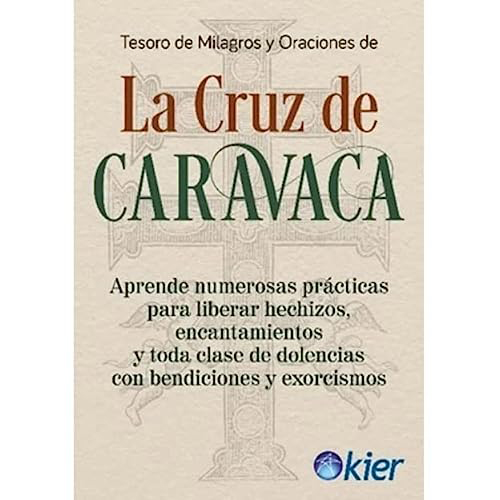 Tesoro de Milagros y Oraciones de
La Cruz de
CARAVACA
Aprende numerosas prácticas
para liberar hechizos,
encantamientos
y toda clase de dolencias
con bendiciones y exorcismos
kier